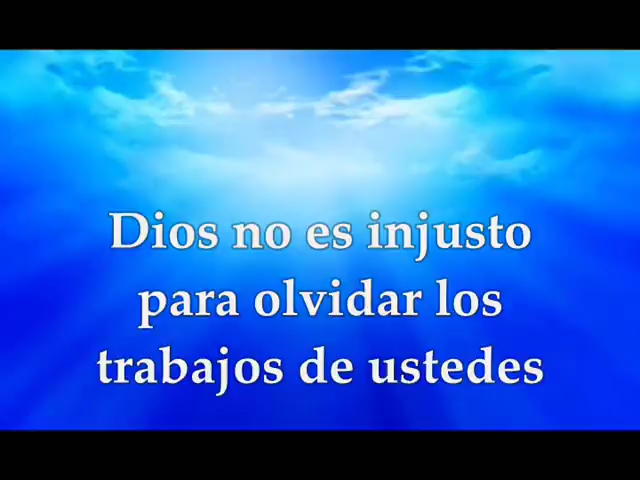 Dios no es injusto
para olvidar los
trabajos de ustedes